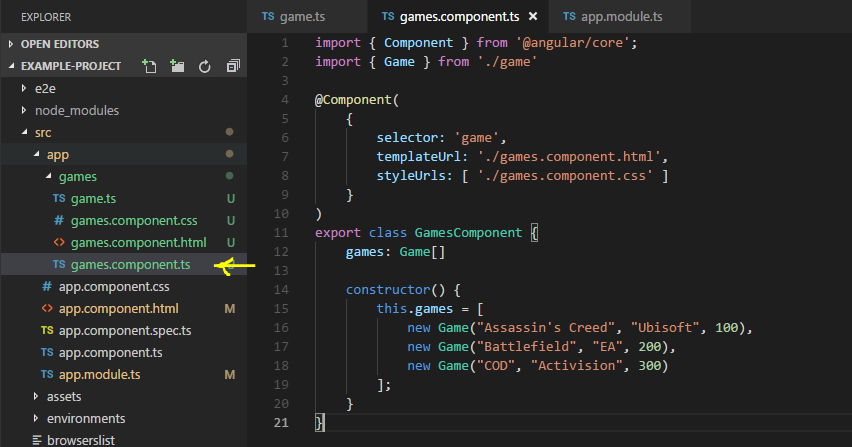 EXPLORER
OPEN EDITORS
EXAMPLE-PROJECT
e2e
node_modules
src
app
games
TS game.ts U
# games.component.css U
<> games.component.html U
TS games.component.ts
# app.component.css
<> app.component.html M
TS app.component.spec.ts
TS app.component.ts
TS app.module.ts M
assets
environments
browserslist
TS game.ts TS games.component.ts × TS app.module.ts
1 import { Component } from '@angular/core';
2 import { Game } from './game'
3
4 @Component(
5 {
6 selector: 'game',
7 templateUrl: './games.component.html',
8 styleUrls: [ './games.component.css' ]
9 }
10 )
11 export class GamesComponent {
12 games: Game[]
13
14 constructor() {
15 this.games = [
16 new Game("Assassin's Creed", "Ubisoft", 100),
17 new Game("Battlefield", "EA", 200),
18 new Game("COD", "Activision", 300)
19 ];
20 }
21 }